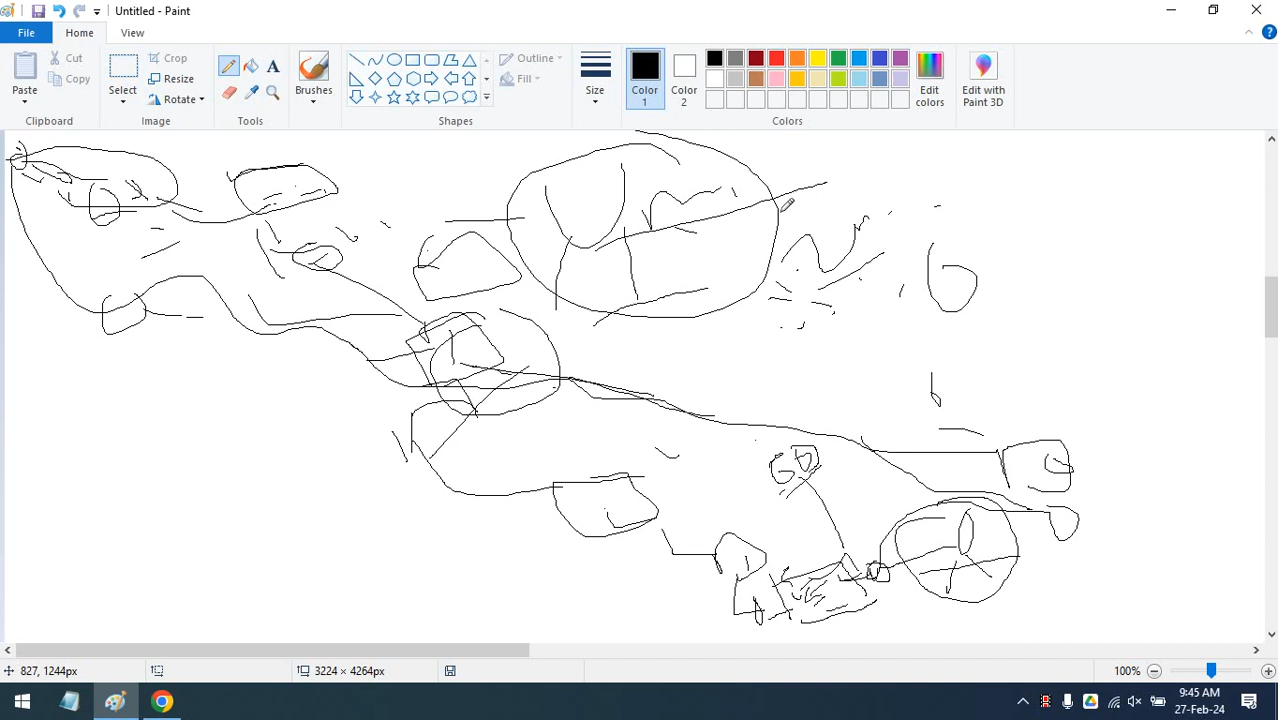 Untitled - Paint
File
Home
View
Paste
Cut
Copy
Clipboard
Select
Crop
Resize
Rotate
Image
A
Tools
Brushes
Outline
Fill
Shapes
Size
Color 1
Color 2
Edit colors
Edit with Paint 3D
Colors
827, 1244px
3224 × 4264px
100%
9:45 AM
27-Feb-24